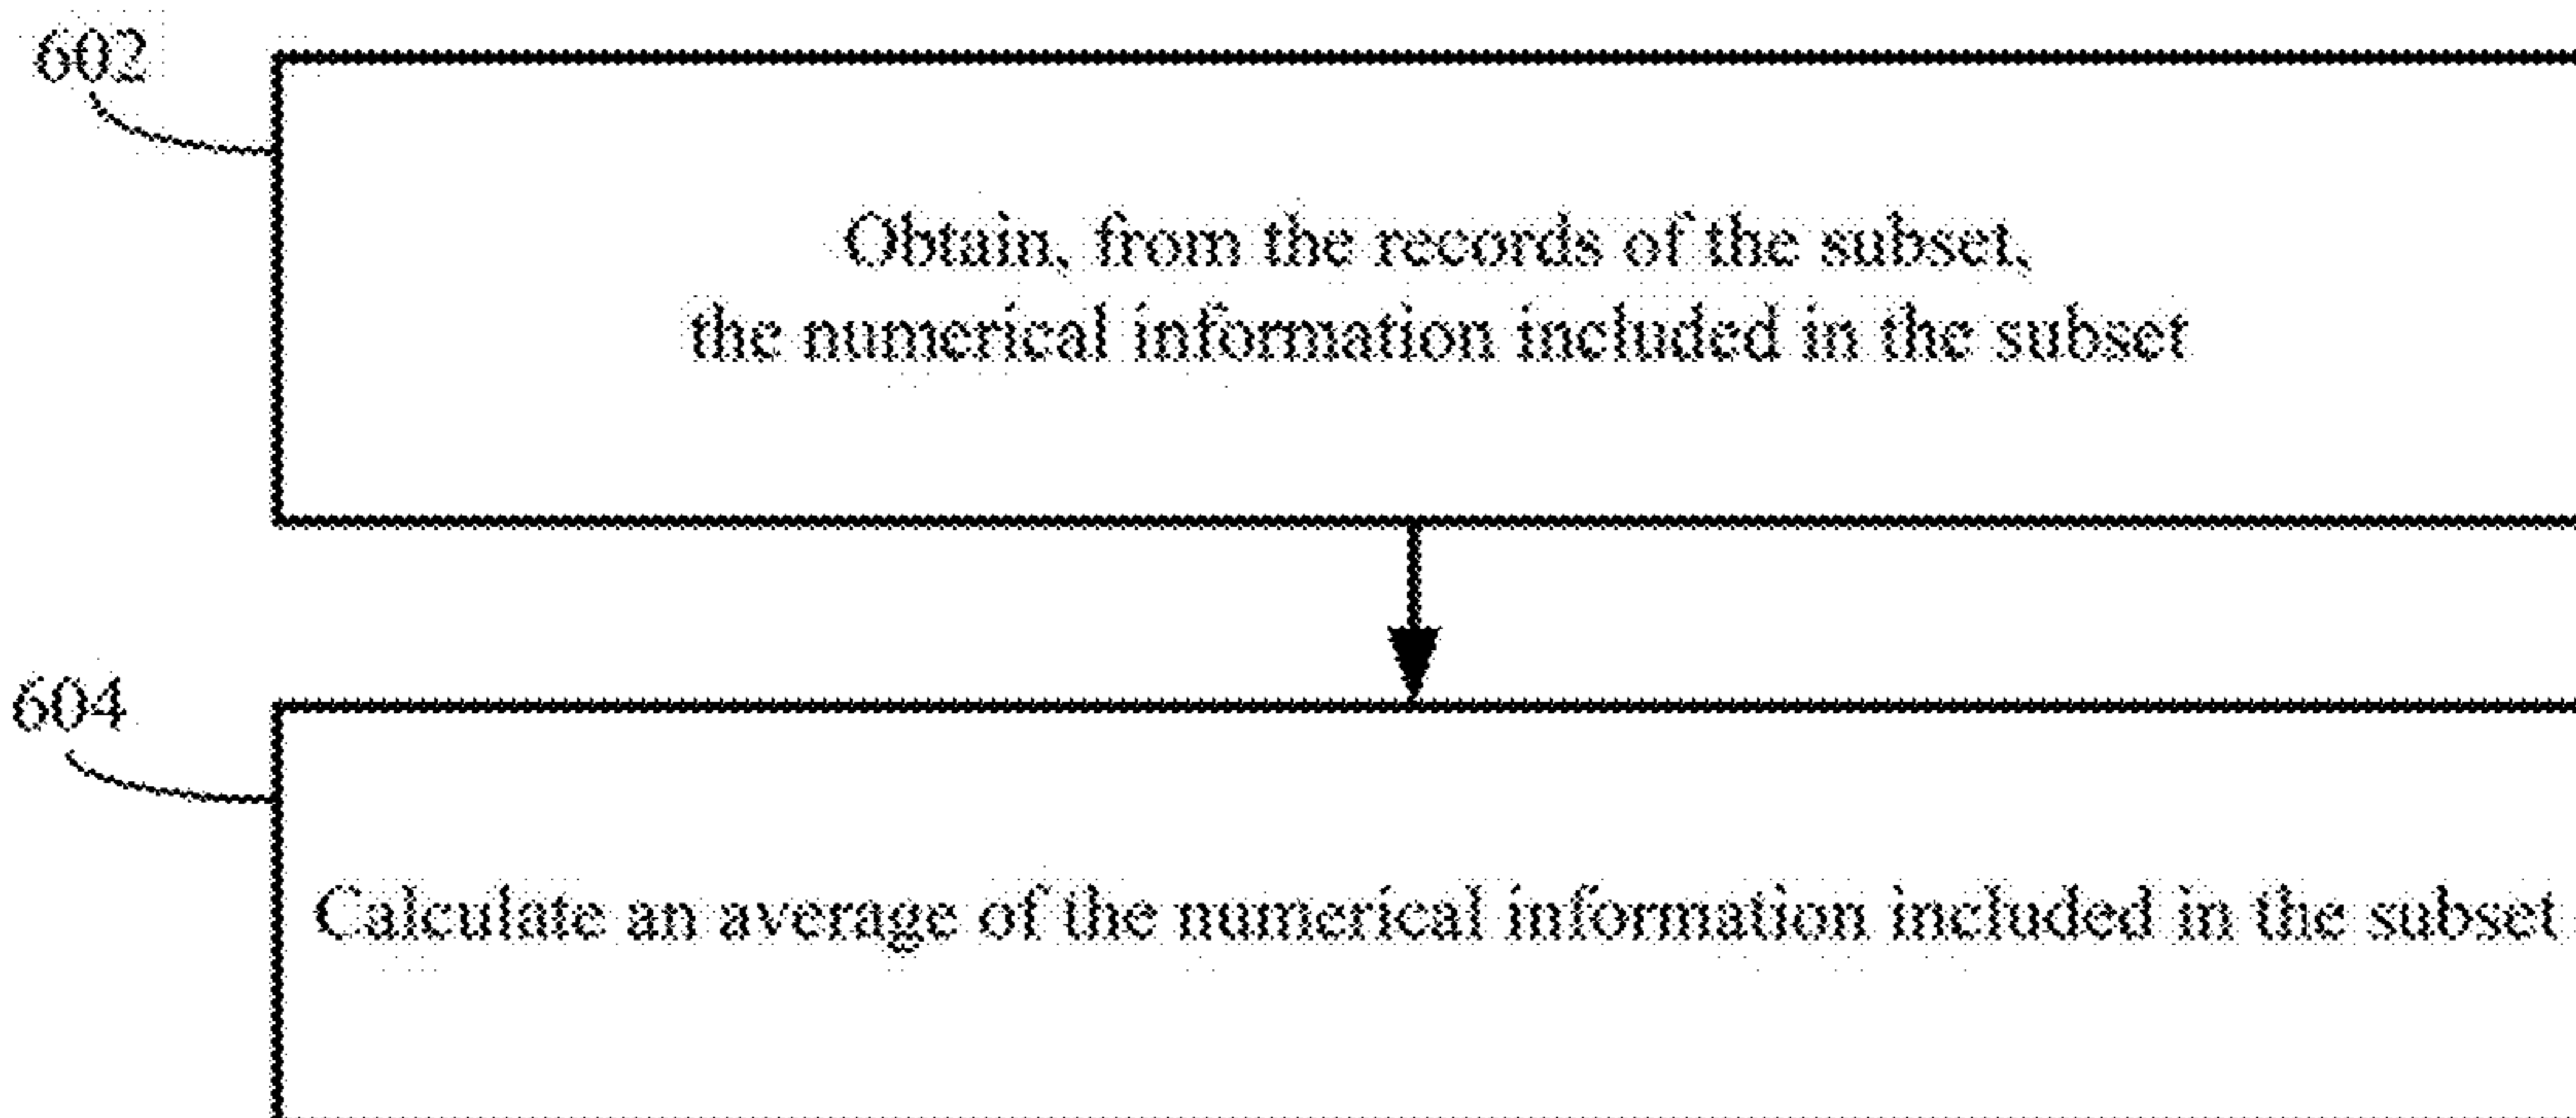 602
Obtain, from the records of the subset,
the numerical information included in the subset
604
Calculate an average of the numerical information included in the subset